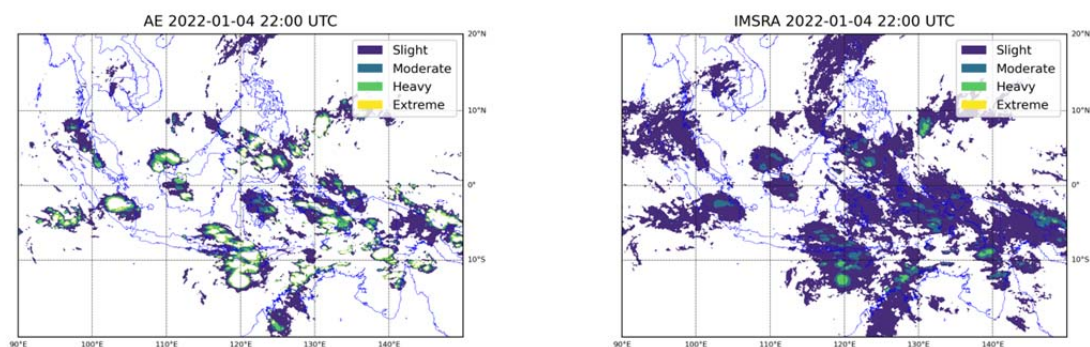 AE 2022-01-04 22:00 UTC
Slight
Moderate
Heavy
Extreme
20°N
10°N
0°
10°S
90°E 100°E 110°E 120°E 130°E 140°E
IMSRA 2022-01-04 22:00 UTC
Slight
Moderate
Heavy
Extreme
20°N
10°N
0°
10°S
90°E 100°E 110°E 120°E 130°E 140°E